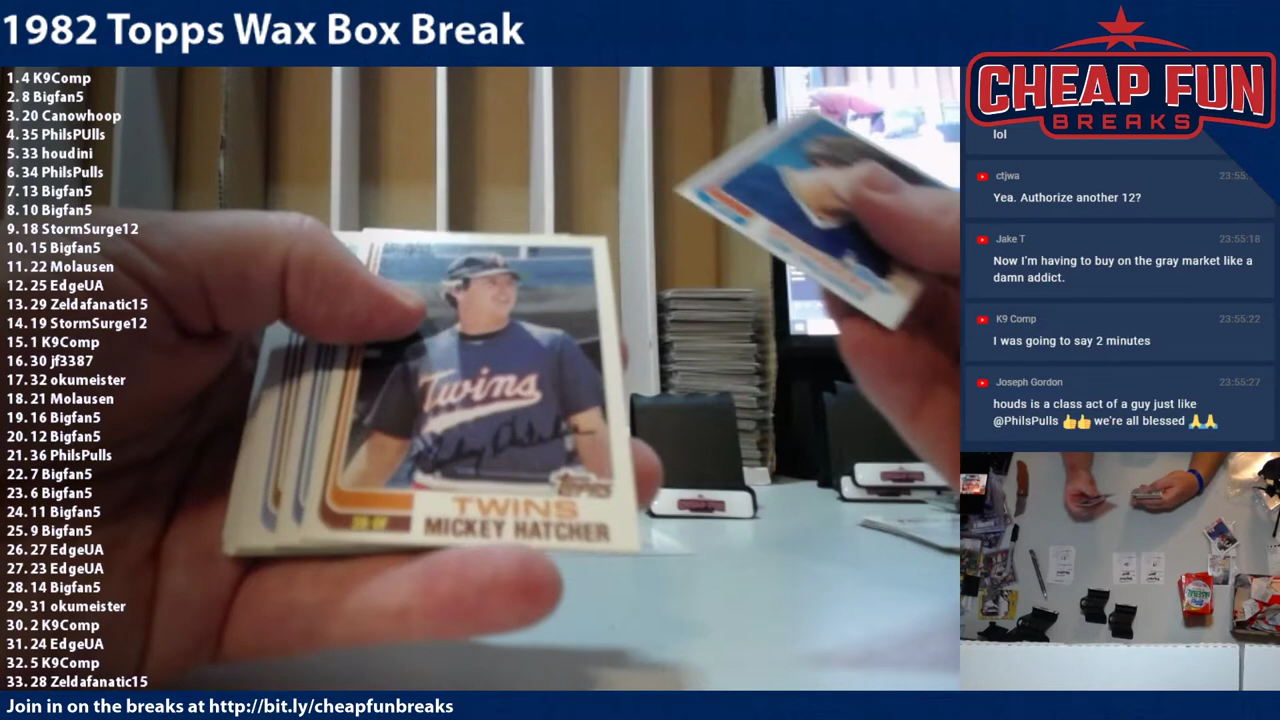 1982 Topps Wax Box Break
1. 4 K9Comp
2. 8 Bigfan5
3. 20 Canowhoop
4. 35 PhilsPUlls
5. 33 houdini
6. 34 PhilsPulls
7. 13 Bigfan5
8. 10 Bigfan5
9. 18 StormSurge12
10. 15 Bigfan5
11. 22 Molausen
12. 25 EdgeUA
13. 29 Zeldafanatic15
14. 19 StormSurge12
15. 1 K9Comp
16. 30 jf3387
17. 32 okumeister
18. 21 Molausen
19. 16 Bigfan5
20. 12 Bigfan5
21. 36 PhilsPulls
22. 7 Bigfan5
23. 6 Bigfan5
24. 11 Bigfan5
25. 9 Bigfan5
26. 27 EdgeUA
27. 23 EdgeUA
28. 14 Bigfan5
29. 31 okumeister
30. 2 K9Comp
31. 24 EdgeUA
32. 5 K9Comp
33. 28 Zeldafanatic15
Twins
Topps
TWINS
MICKEY HATCHER
CHEAP FUN
BREAKS
lol
ctjwa 23:55:
Yea. Authorize another 12?
Jake T 23:55:18
Now I'm having to buy on the gray market like a
damn addict.
K9 Comp 23:55:22
I was going to say 2 minutes
Joseph Gordon 23:55:27
houds is a class act of a guy just like
@PhilsPulls 👍👍 we're all blessed 🙏🙏
Join in on the breaks at http://bit.ly/cheapfunbreaks